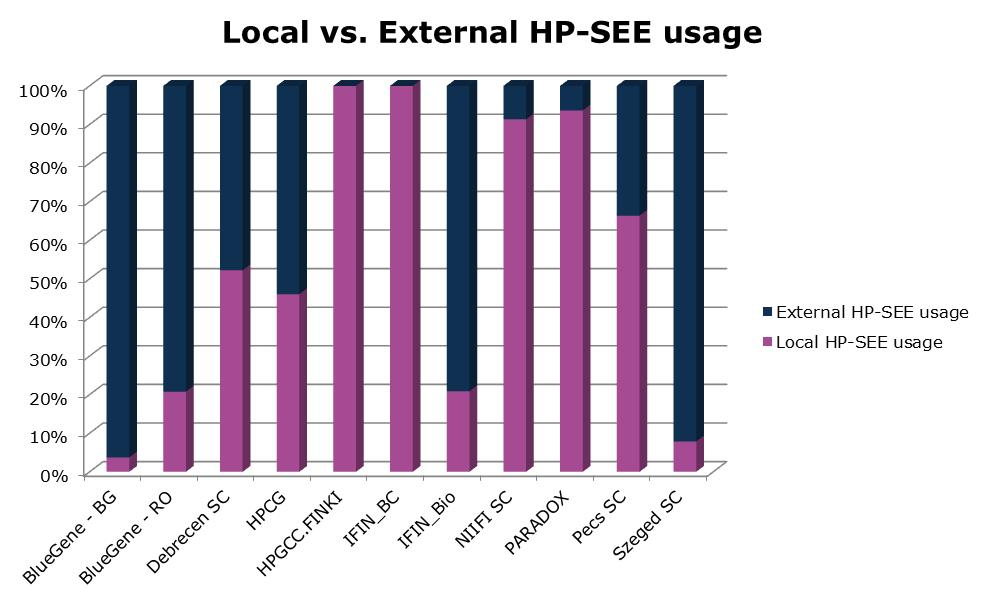 Local vs. External HP-SEE usage
100%
90%
80%
70%
60%
50%
40%
30%
20%
10%
0%
BlueGene - BG
BlueGene - RO
Debrecen SC
HPCG
HPGCC.FINKI
IFIN_BC
IFIN_Bio
NIIFI SC
PARADOX
Pecs SC
Szeged SC
External HP-SEE usage
Local HP-SEE usage